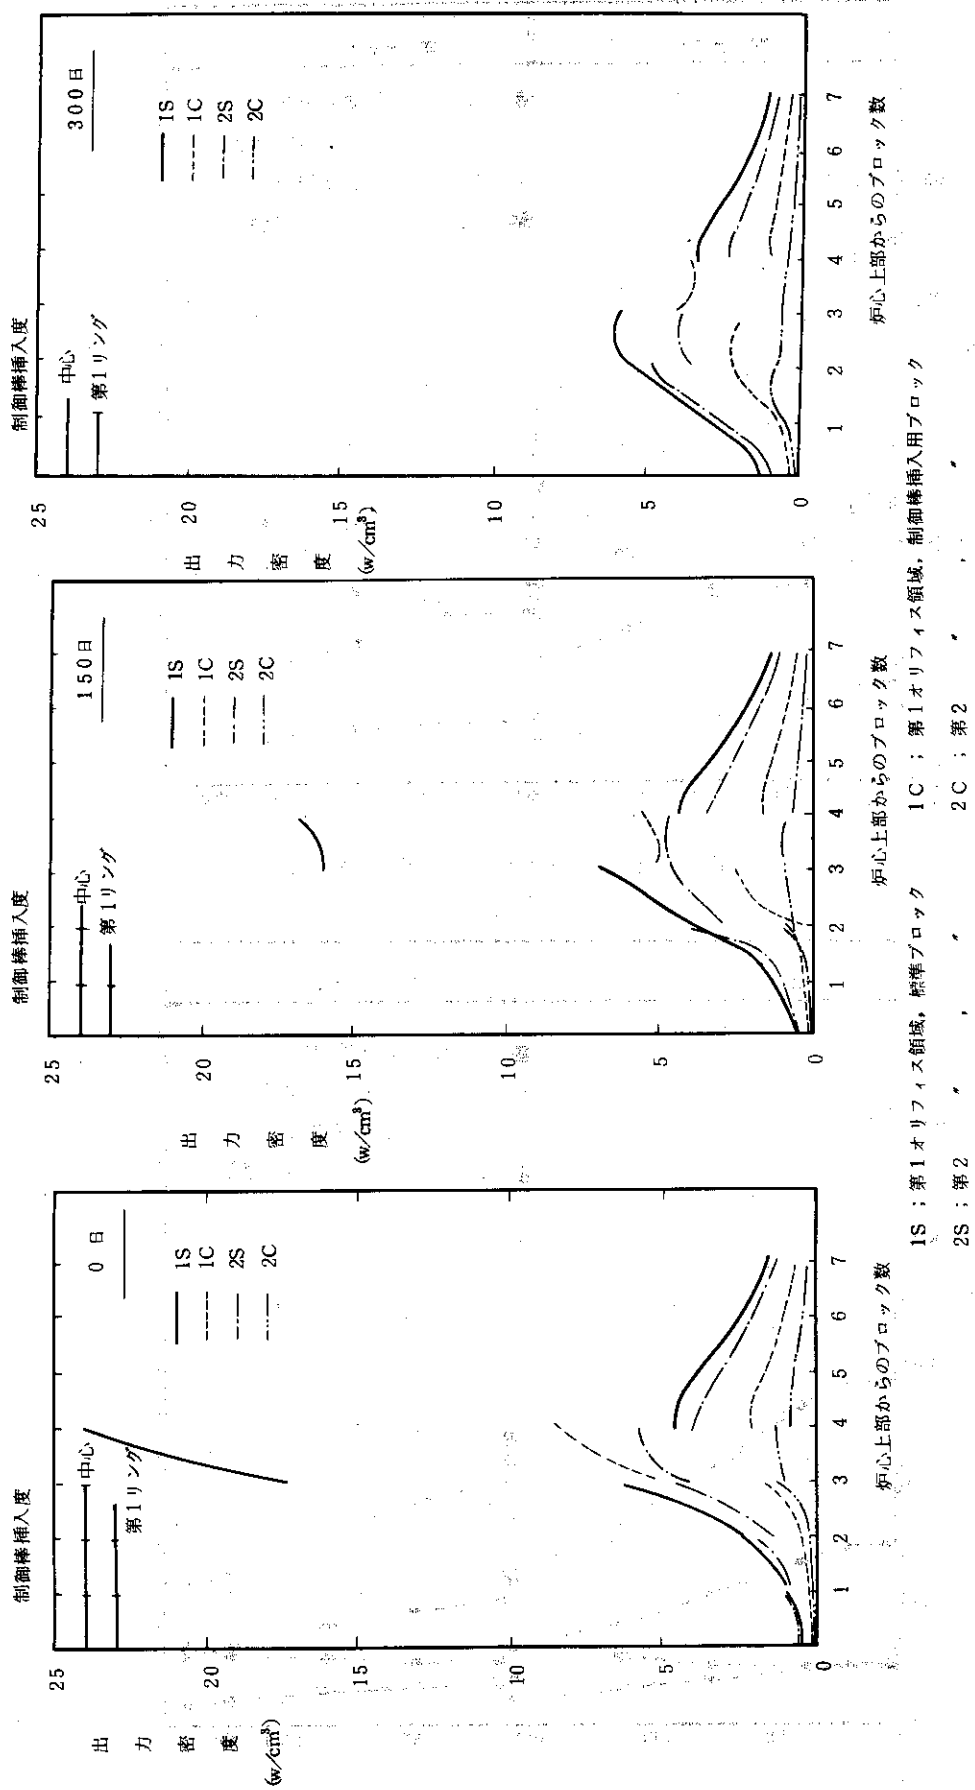 制御棒挿入度
25
20
15
10
5
0
出力密度
(w/cm³)
中心
第1リング
0日
1S
1C
2S
2C
1 2 3 4 5 6 7
炉心上部からのブロック数
制御棒挿入度
25
20
15
10
5
0
出力密度
(w/cm³)
中心
第1リング
150日
1S
1C
2S
2C
1 2 3 4 5 6 7
炉心上部からのブロック数
制御棒挿入度
25
20
15
10
5
0
出力密度
(w/cm³)
中心
第1リング
300日
1S
1C
2S
2C
1 2 3 4 5 6 7
炉心上部からのブロック数
1S ; 第1オリフィス領域, 標準ブロック 1C ; 第1オリフィス領域, 制御棒挿入用ブロック
2S ; 第2 〃 , 〃 2C ; 第2 〃 , 〃